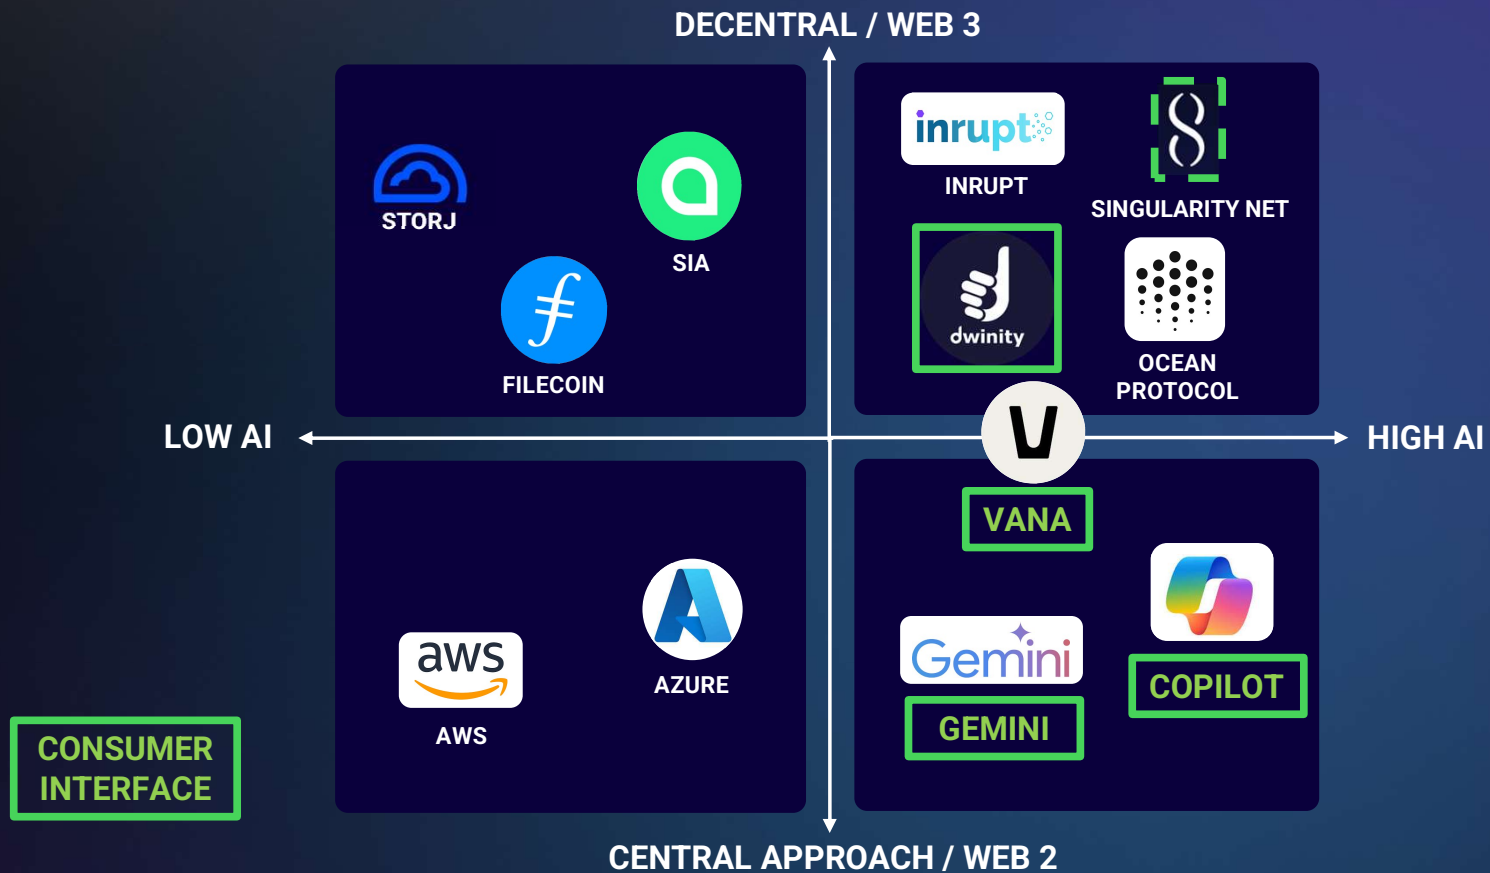 DECENTRAL / WEB 3
STORJ
SIA
FILECOIN
inrupt
INRUPT
SINGULARITY NET
dwinity
OCEAN
PROTOCOL
LOW AI
HIGH AI
VANA
aws
AWS
AZURE
Gemini
GEMINI
COPILOT
CONSUMER
INTERFACE
CENTRAL APPROACH / WEB 2